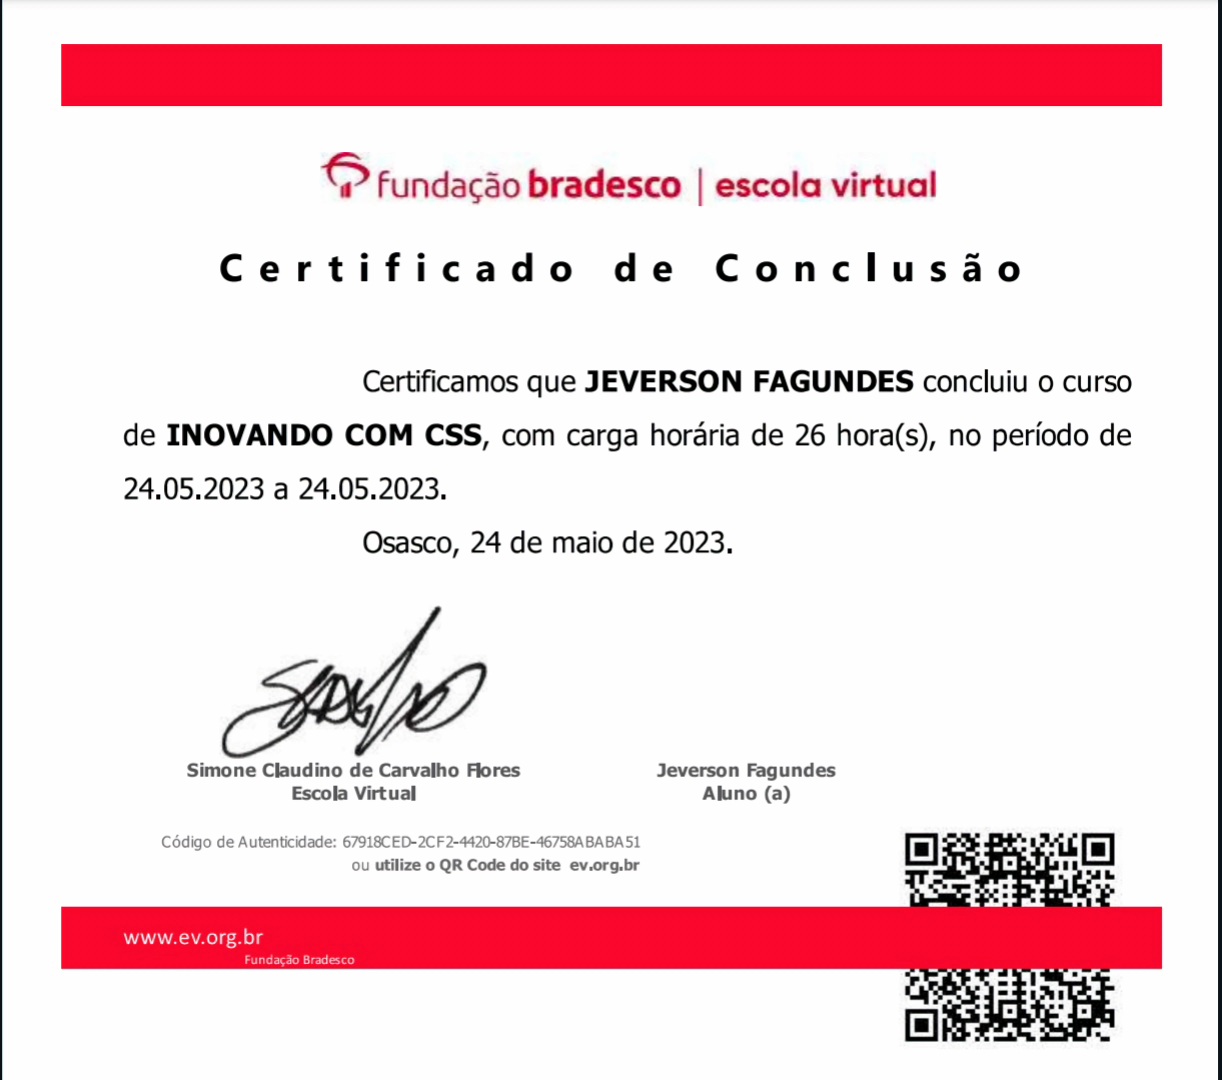 fundação bradesco | escola virtual
Certificado de Conclusão
Certificamos que JEVERSON FAGUNDES concluiu o curso
de INOVANDO COM CSS, com carga horária de 26 hora(s), no período de
24.05.2023 a 24.05.2023.
Osasco, 24 de maio de 2023.
Simone Claudino de Carvalho Flores
Escola Virtual
Jeverson Fagundes
Aluno (a)
Código de Autenticidade: 67918CED-2CF2-4420-87BE-46758ABABA51
ou utilize o QR Code do site ev.org.br
www.ev.org.br
Fundação Bradesco